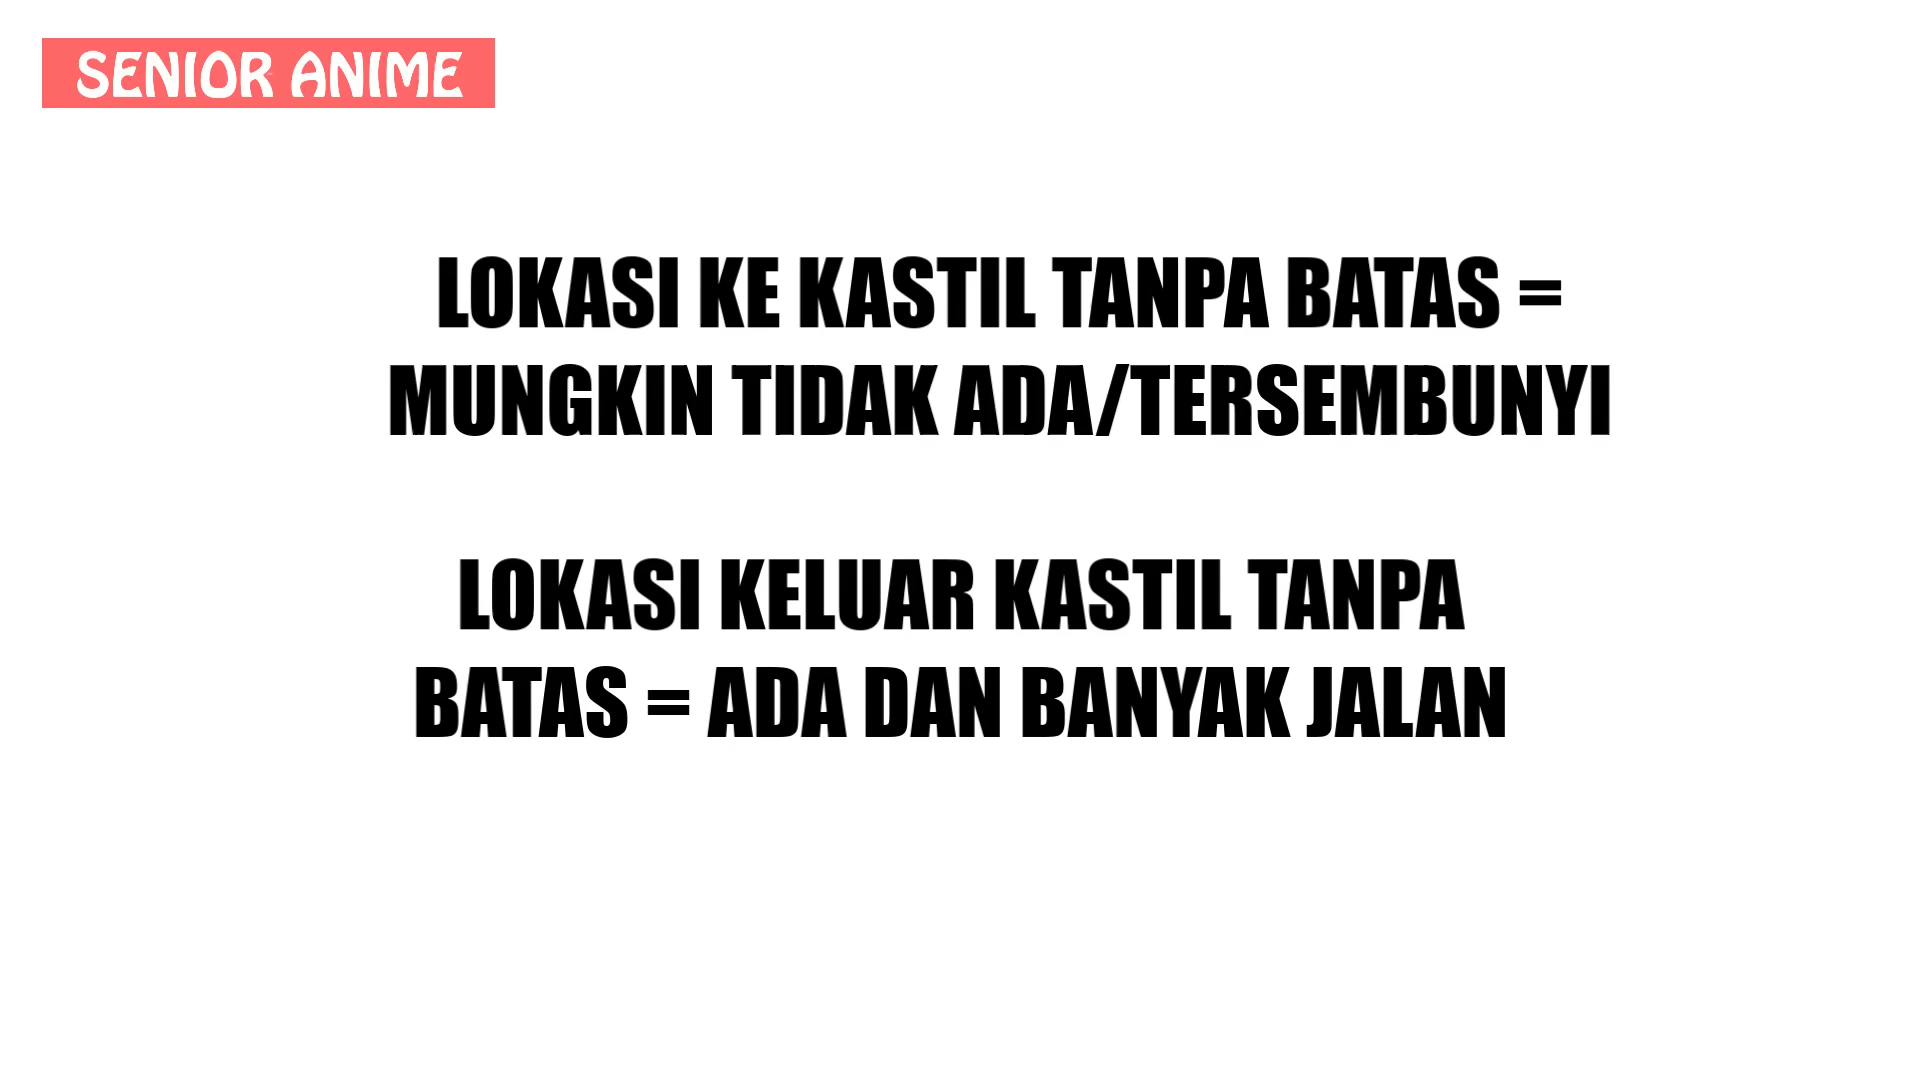 SENIOR ANIME
LOKASI KE KASTIL TANPA BATAS =
MUNGKIN TIDAK ADA/TERSEMBUNYI
LOKASI KELUAR KASTIL TANPA
BATAS = ADA DAN BANYAK JALAN